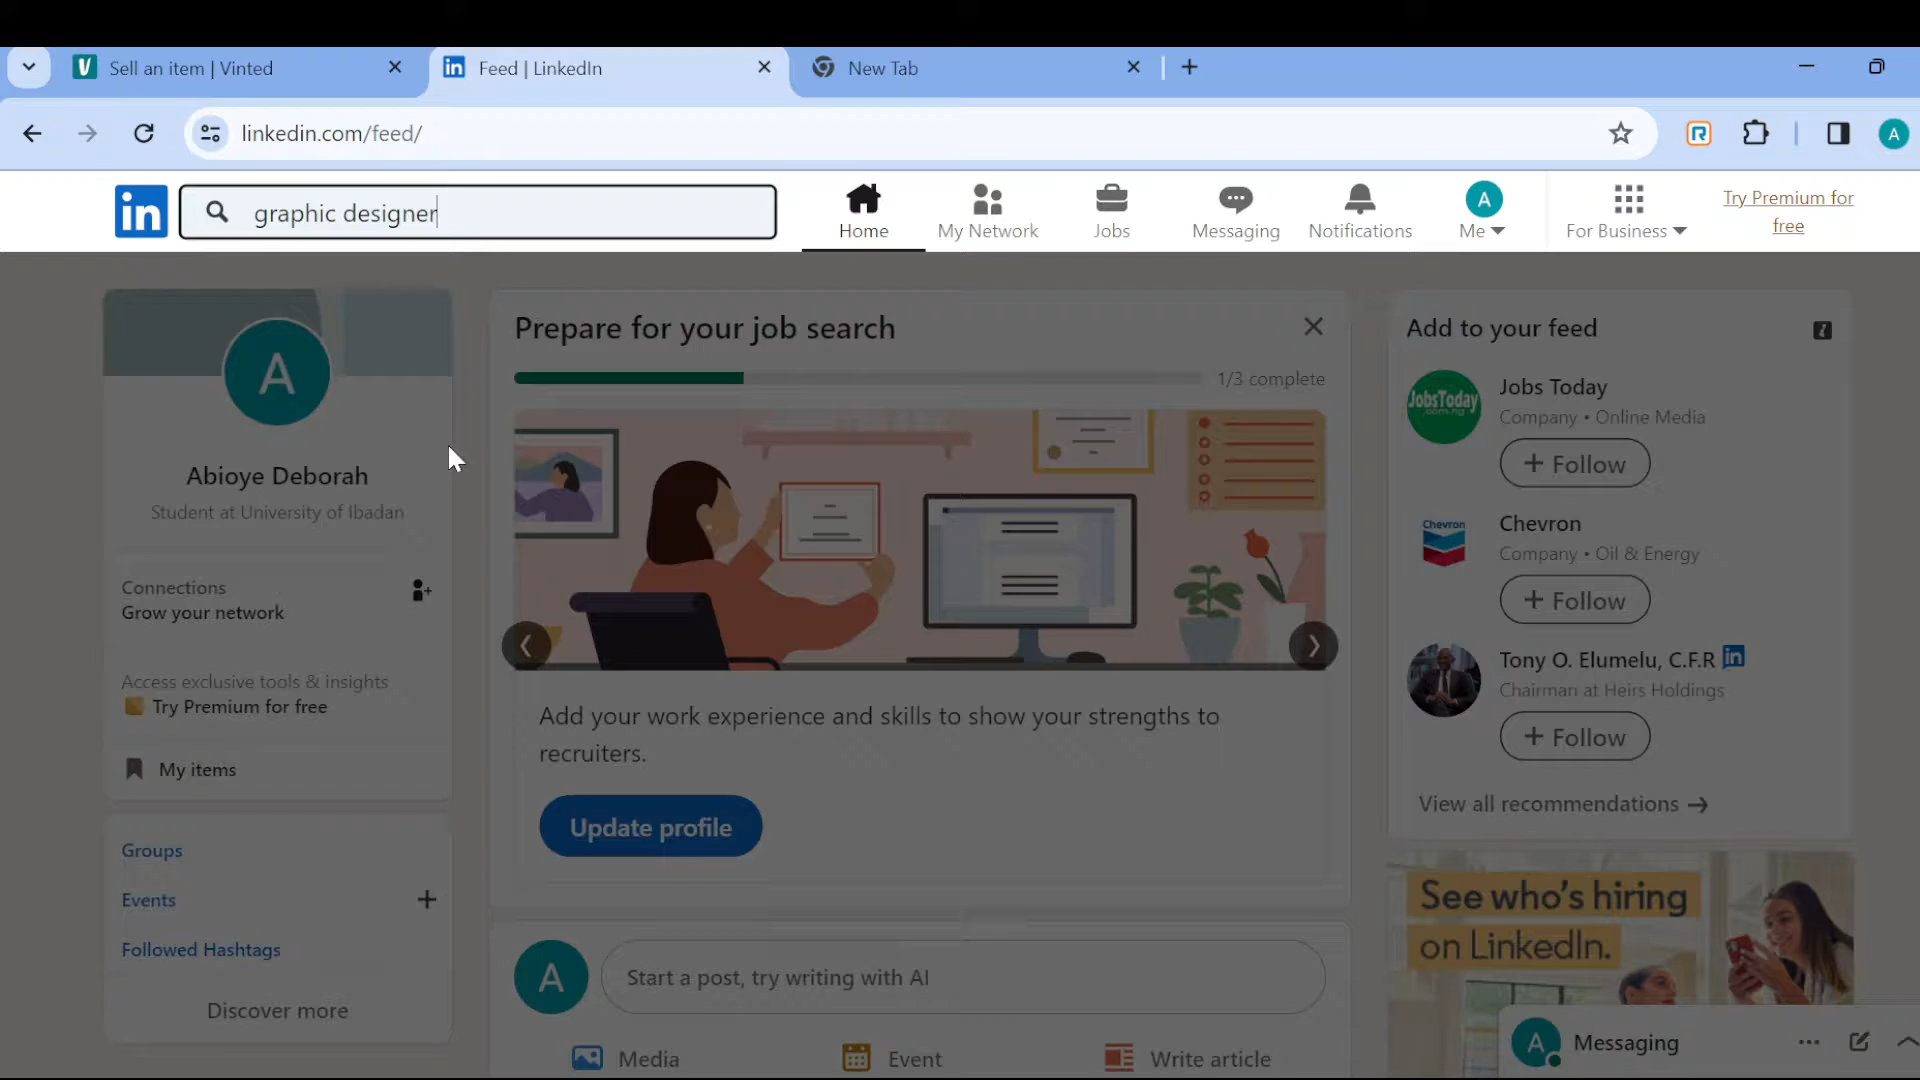 Sell an item | Vinted
Feed | LinkedIn
New Tab
linkedin.com/feed/
R
A
in
graphic designer
Home
My Network
Jobs
Messaging
Notifications
A
Me
For Business
Try Premium for
free
A
Abioye Deborah
Student at University of Ibadan
Connections
Grow your network
Access exclusive tools & insights
Try Premium for free
My items
Groups
Events
Followed Hashtags
Discover more
Prepare for your job search
1/3 complete
Add your work experience and skills to show your strengths to
recruiters.
Update profile
A
Start a post, try writing with AI
Media
Event
Write article
Add to your feed
JobsToday
.com.ng
Jobs Today
Company • Online Media
+ Follow
Chevron
Chevron
Company • Oil & Energy
+ Follow
Tony O. Elumelu, C.F.R in
Chairman at Heirs Holdings
+ Follow
View all recommendations →
See who's hiring
on LinkedIn.
A
Messaging